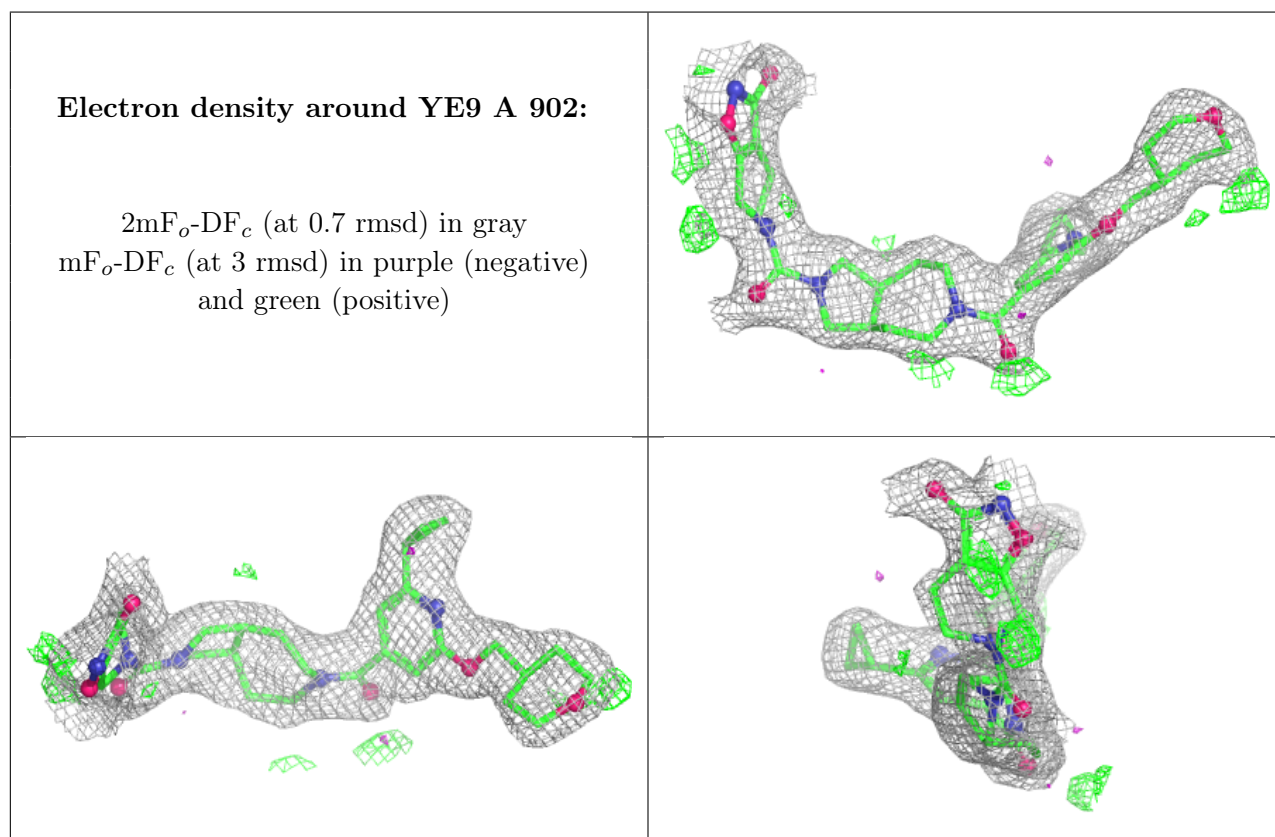 Electron density around YE9 A 902:
2mFo-DFc (at 0.7 rmsd) in gray
mFo-DFc (at 3 rmsd) in purple (negative)
and green (positive)